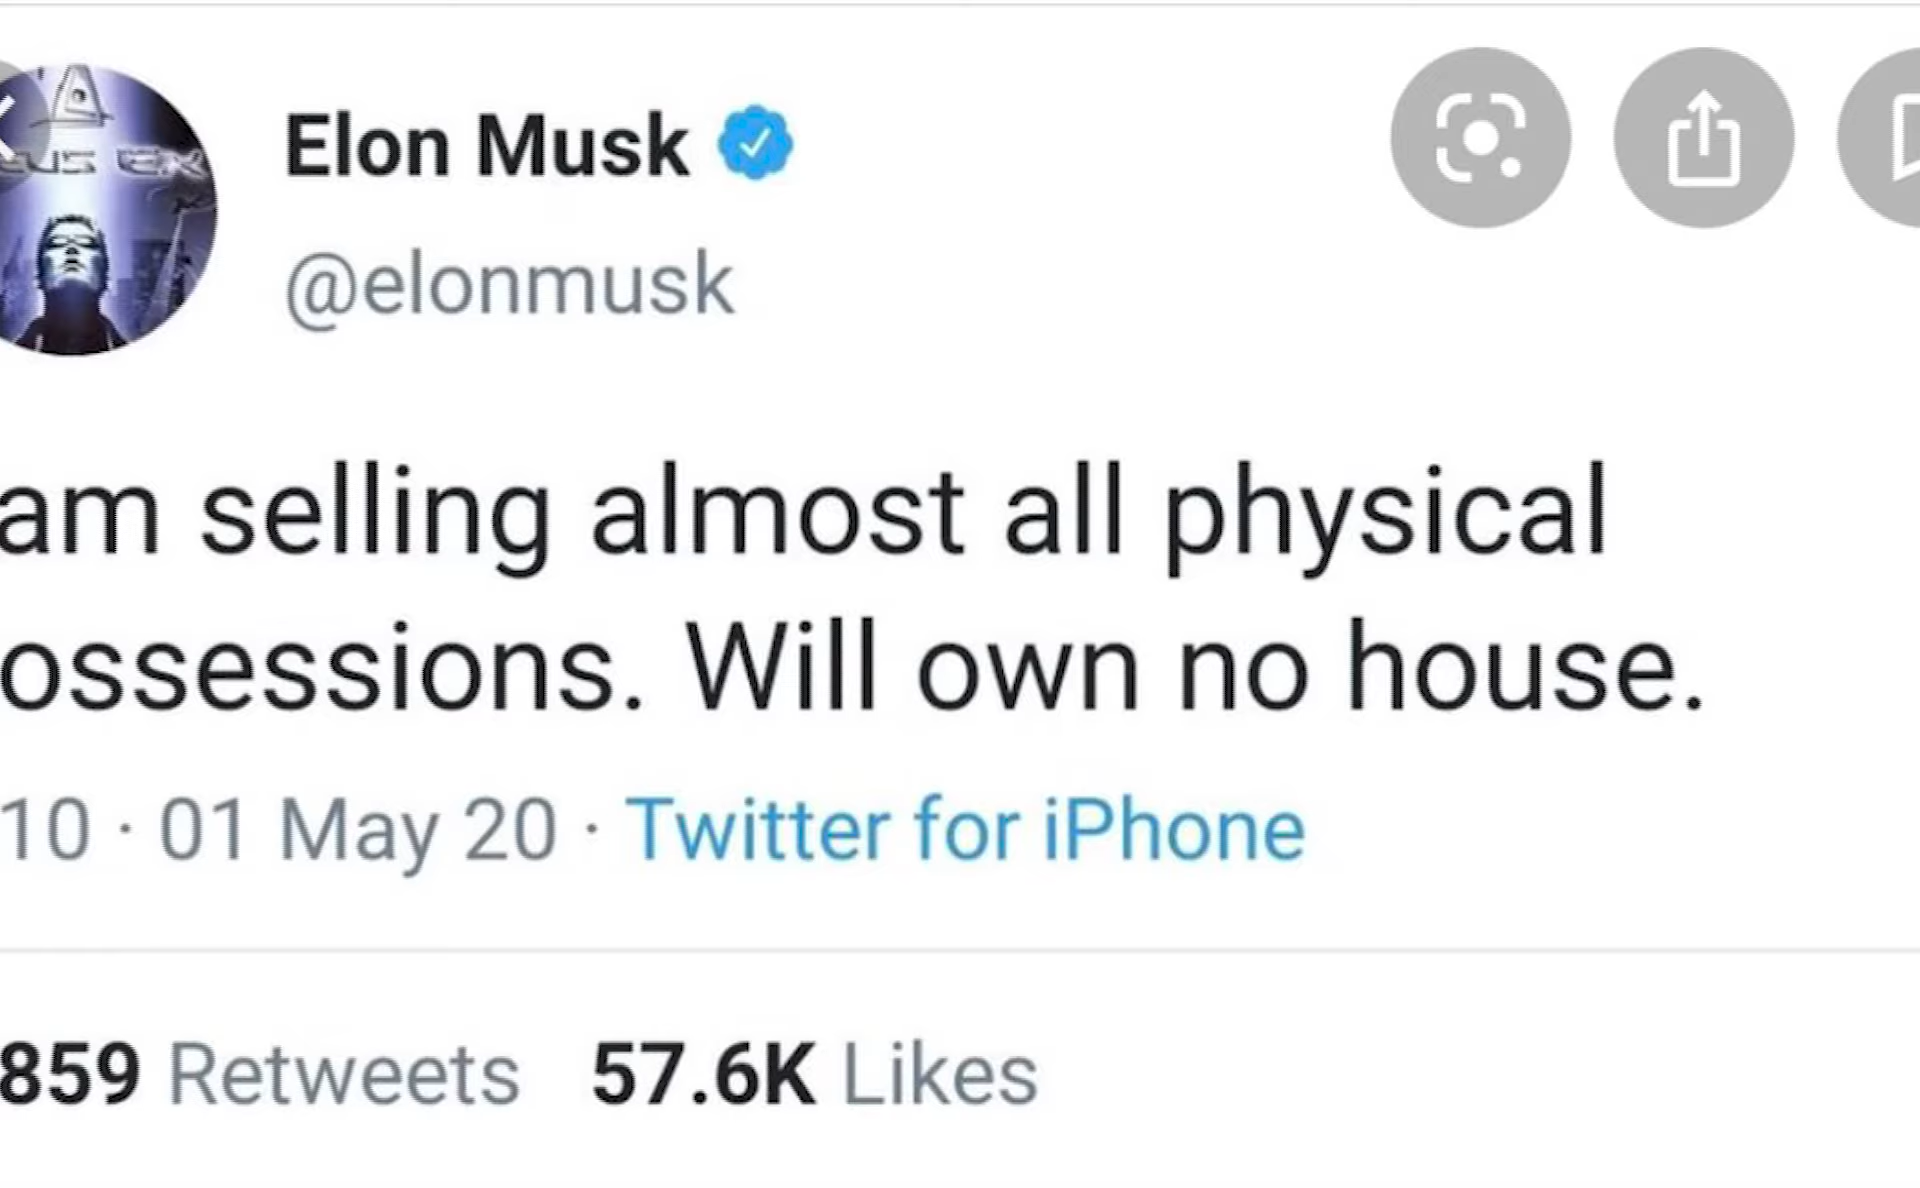 Elon Musk
@elonmusk
am selling almost all physical
ossessions. Will own no house.
10 · 01 May 20 · Twitter for iPhone
859 Retweets 57.6K Likes